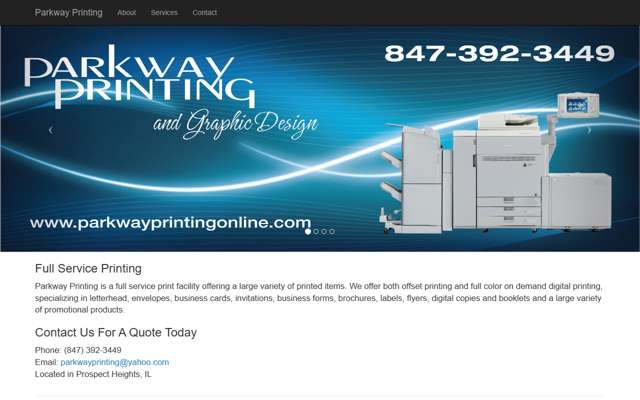 Parkway Printing About Services Contact
847-392-3449
PARKWAY
PRINTING
and Graphic Design
www.parkwayprintingonline.com
Full Service Printing
Parkway Printing is a full service print facility offering a large variety of printed items. We offer both offset printing and full color on demand digital printing,
specializing in letterhead, envelopes, business cards, invitations, business forms, brochures, labels, flyers, digital copies and booklets and a large variety
of promotional products.
Contact Us For A Quote Today
Phone: (847) 392-3449
Email: parkwayprinting@yahoo.com
Located in Prospect Heights, IL